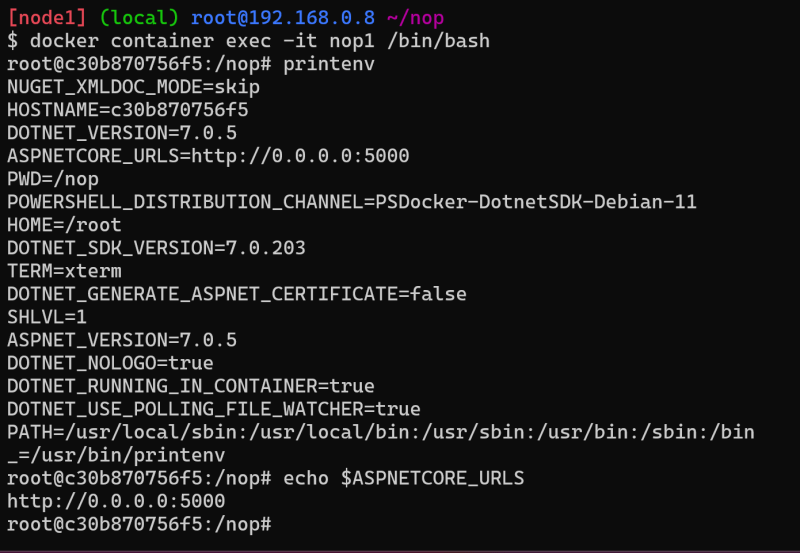 [node1] (local) root@192.168.0.8 ~/nop
$ docker container exec -it nop1 /bin/bash
root@c30b870756f5:/nop# printenv
NUGET_XMLDOC_MODE=skip
HOSTNAME=c30b870756f5
DOTNET_VERSION=7.0.5
ASPNETCORE_URLS=http://0.0.0.0:5000
PWD=/nop
POWERSHELL_DISTRIBUTION_CHANNEL=PSDocker-DotnetSDK-Debian-11
HOME=/root
DOTNET_SDK_VERSION=7.0.203
TERM=xterm
DOTNET_GENERATE_ASPNET_CERTIFICATE=false
SHLVL=1
ASPNET_VERSION=7.0.5
DOTNET_NOLOGO=true
DOTNET_RUNNING_IN_CONTAINER=true
DOTNET_USE_POLLING_FILE_WATCHER=true
PATH=/usr/local/sbin:/usr/local/bin:/usr/sbin:/usr/bin:/sbin:/bin
_=/usr/bin/printenv
root@c30b870756f5:/nop# echo $ASPNETCORE_URLS
http://0.0.0.0:5000
root@c30b870756f5:/nop#